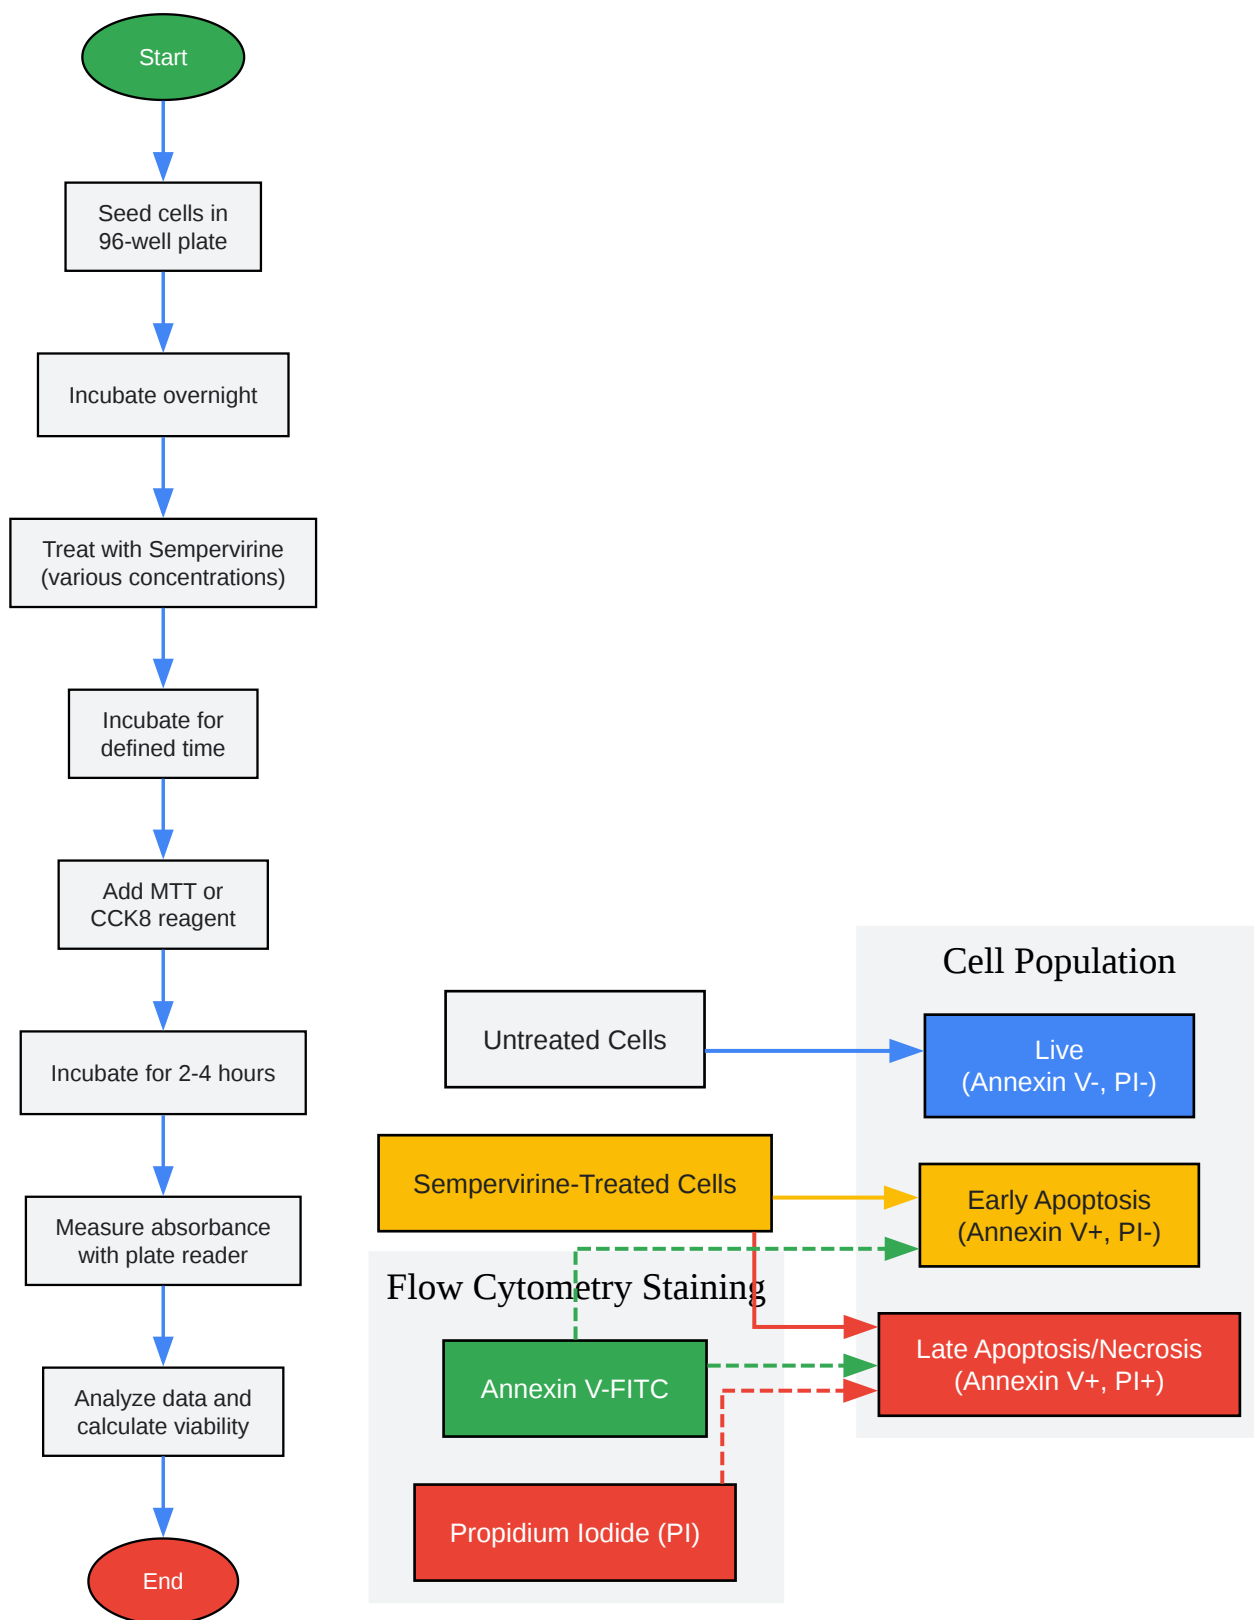 Start
Seed cells in
96-well plate
Incubate overnight
Treat with Sempervirine
(various concentrations)
Incubate for
defined time
Add MTT or
CCK8 reagent
Incubate for 2-4 hours
Measure absorbance
with plate reader
Analyze data and
calculate viability
End
Untreated Cells
Sempervirine-Treated Cells
Flow Cytometry Staining
Annexin V-FITC
Propidium Iodide (PI)
Cell Population
Live
(Annexin V-, PI-)
Early Apoptosis
(Annexin V+, PI-)
Late Apoptosis/Necrosis
(Annexin V+, PI+)